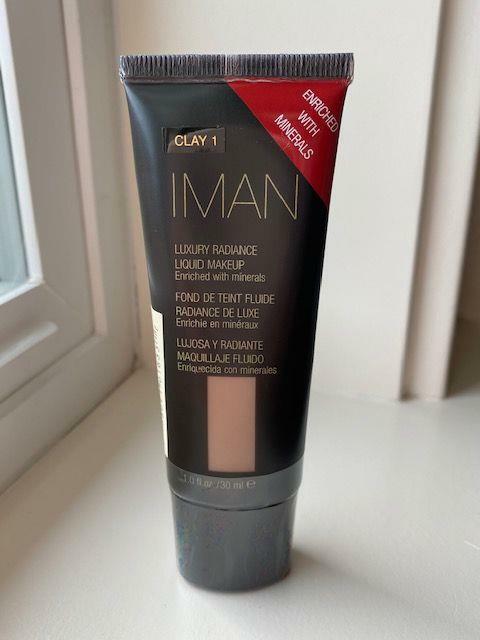 ENRICHED
WITH
MINERALS
CLAY 1
IMAN
LUXURY RADIANCE
LIQUID MAKEUP
Enriched with minerals
FOND DE TEINT FLUIDE
RADIANCE DE LUXE
Enrichie en minéraux
LUJOSA Y RADIANTE
MAQUILLAJE FLUIDO
Enriquecida con minerales
1.0 fl.oz./30 ml ℮